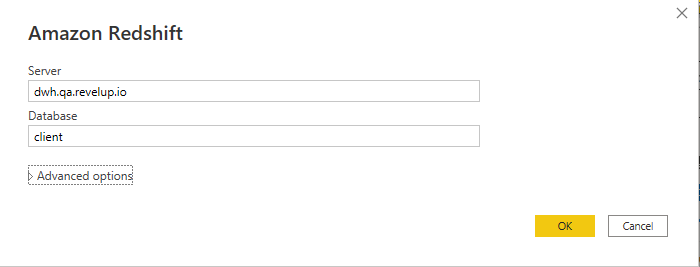 Amazon Redshift
Server
dwh.qa.revelup.io
Database
client
Advanced options
OK
Cancel